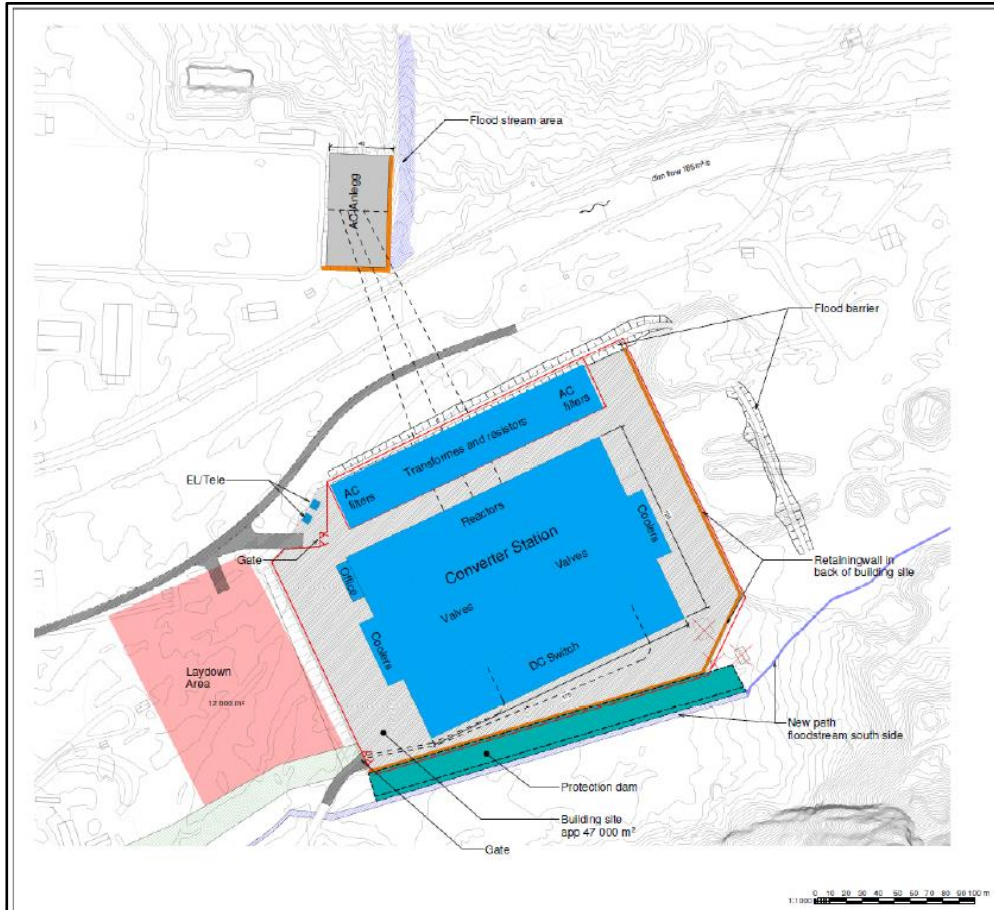 Flood stream area
40
AC-Anlegg
Flood barrier
AC
filters
Transformes and resistors
EL/Tele
AC
filters
Reactors
Coolers
Converter Station
Gate
Retainingwall in
back of building site
Office
Valves
Valves
Coolers
DC Switch
Laydown
Area
12 000 m²
New path
floodstream south side
Protection dam
Building site
app 47 000 m²
Gate
1:1000
0 10 20 30 40 50 60 70 80 90 100 m